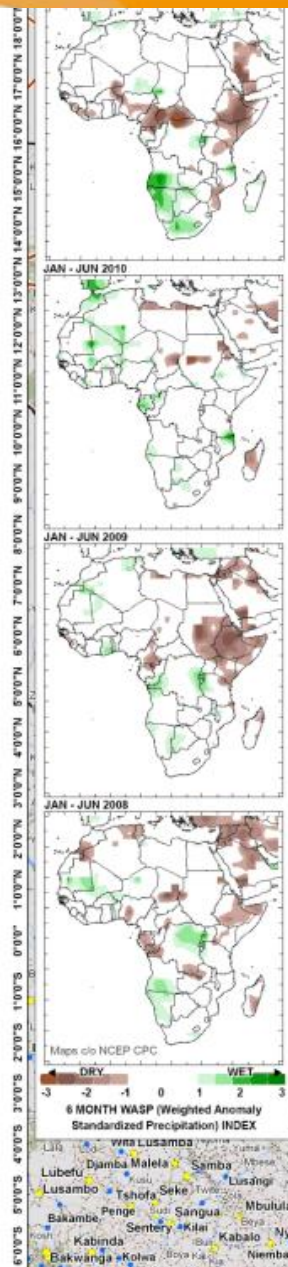 18°0'0"N
17°0'0"N
16°0'0"N
15°0'0"N
14°0'0"N
13°0'0"N
12°0'0"N
11°0'0"N
10°0'0"N
9°0'0"N
8°0'0"N
7°0'0"N
6°0'0"N
5°0'0"N
4°0'0"N
3°0'0"N
2°0'0"N
1°0'0"N
0°0'0"
1°0'0"S
2°0'0"S
3°0'0"S
4°0'0"S
5°0'0"S
6°0'0"S
JAN - JUN 2010
JAN - JUN 2009
JAN - JUN 2008
Maps c/o NCEP CPC
DRY WET
-3 -2 -1 0 1 2 3
6 MONTH WASP (Weighted Anomaly
Standardized Precipitation) INDEX
Wita Lusamba
Djamba Malela Samba
Lubefu Kusu Lusangi
Lusambo Tshofa Seke
Penge Sangua Mbulula
Bakambe Sentery Kilai
Kabinda Kabalo
Bakwanga Kolwa Boya Niemba